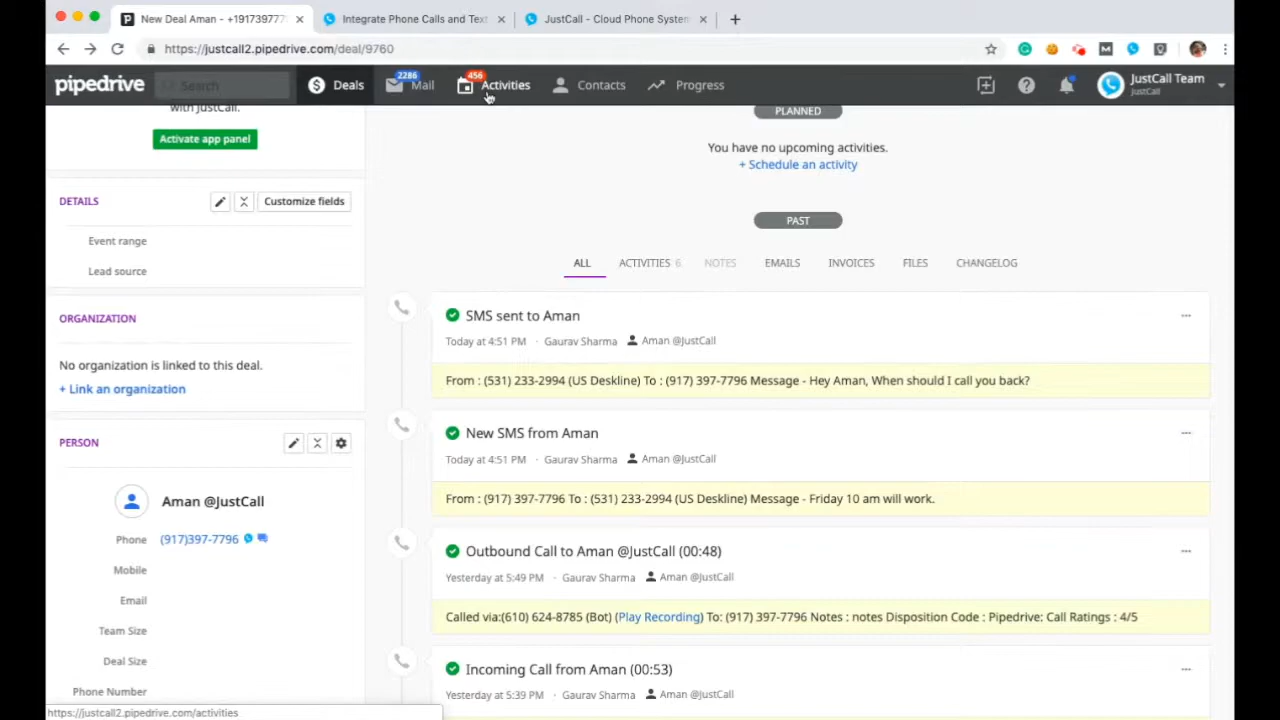 New Deal Aman - +1917397779
Integrate Phone Calls and Text
JustCall - Cloud Phone System
https://justcall2.pipedrive.com/deal/9760
pipedrive
Search
Deals
2286
Mail
456
Activities
Contacts
Progress
JustCall Team
JustCall
with JustCall.
Activate app panel
DETAILS
Customize fields
Event range
Lead source
ORGANIZATION
No organization is linked to this deal.
+ Link an organization
PERSON
Aman @JustCall
Phone (917)397-7796
Mobile
Email
Team Size
Deal Size
Phone Number
https://justcall2.pipedrive.com/activities
PLANNED
You have no upcoming activities.
+ Schedule an activity
PAST
ALL ACTIVITIES 6 NOTES EMAILS INVOICES FILES CHANGELOG
SMS sent to Aman
Today at 4:51 PM · Gaurav Sharma Aman @JustCall
From : (531) 233-2994 (US Deskline) To : (917) 397-7796 Message - Hey Aman, When should I call you back?
New SMS from Aman
Today at 4:51 PM · Gaurav Sharma Aman @JustCall
From : (917) 397-7796 To : (531) 233-2994 (US Deskline) Message - Friday 10 am will work.
Outbound Call to Aman @JustCall (00:48)
Yesterday at 5:49 PM · Gaurav Sharma Aman @JustCall
Called via:(610) 624-8785 (Bot) (Play Recording) To: (917) 397-7796 Notes : notes Disposition Code : Pipedrive: Call Ratings : 4/5
Incoming Call from Aman (00:53)
Yesterday at 5:39 PM · Gaurav Sharma Aman @JustCall